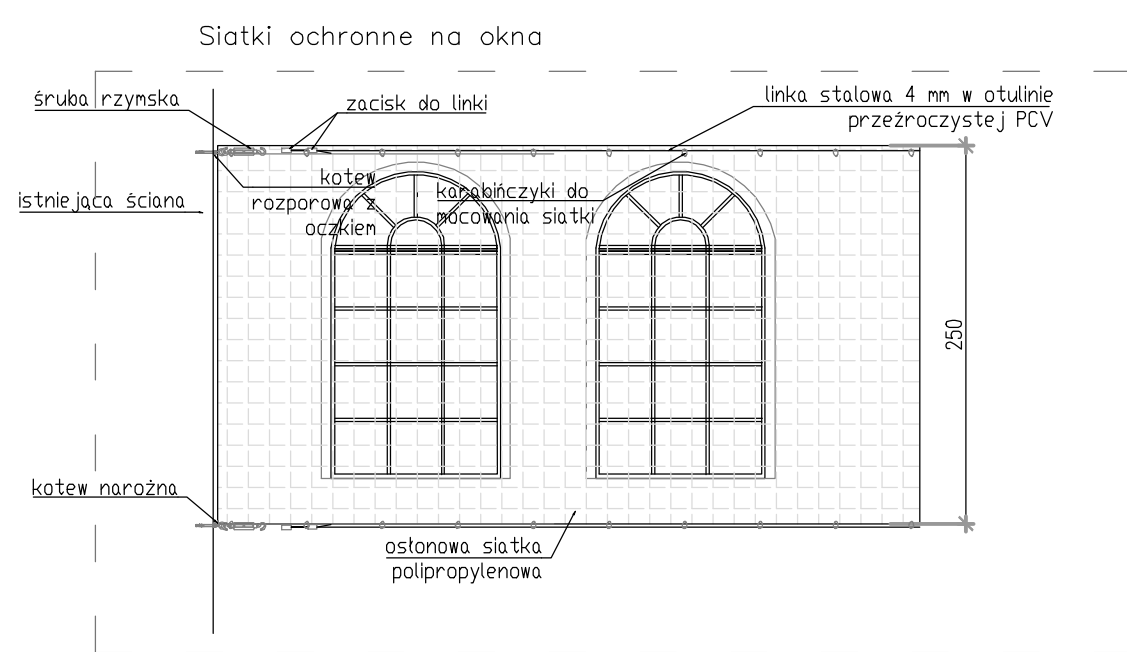 Siatki ochronne na okna
śruba rzymska
zacisk do linki
linka stalowa 4 mm w otulinie
przeźroczystej PCV
kotew
rozporowa z
oczkiem
karabińczyki do
mocowania siatki
istniejąca ściana
250
kotew narożna
osłonowa siatka
polipropylenowa